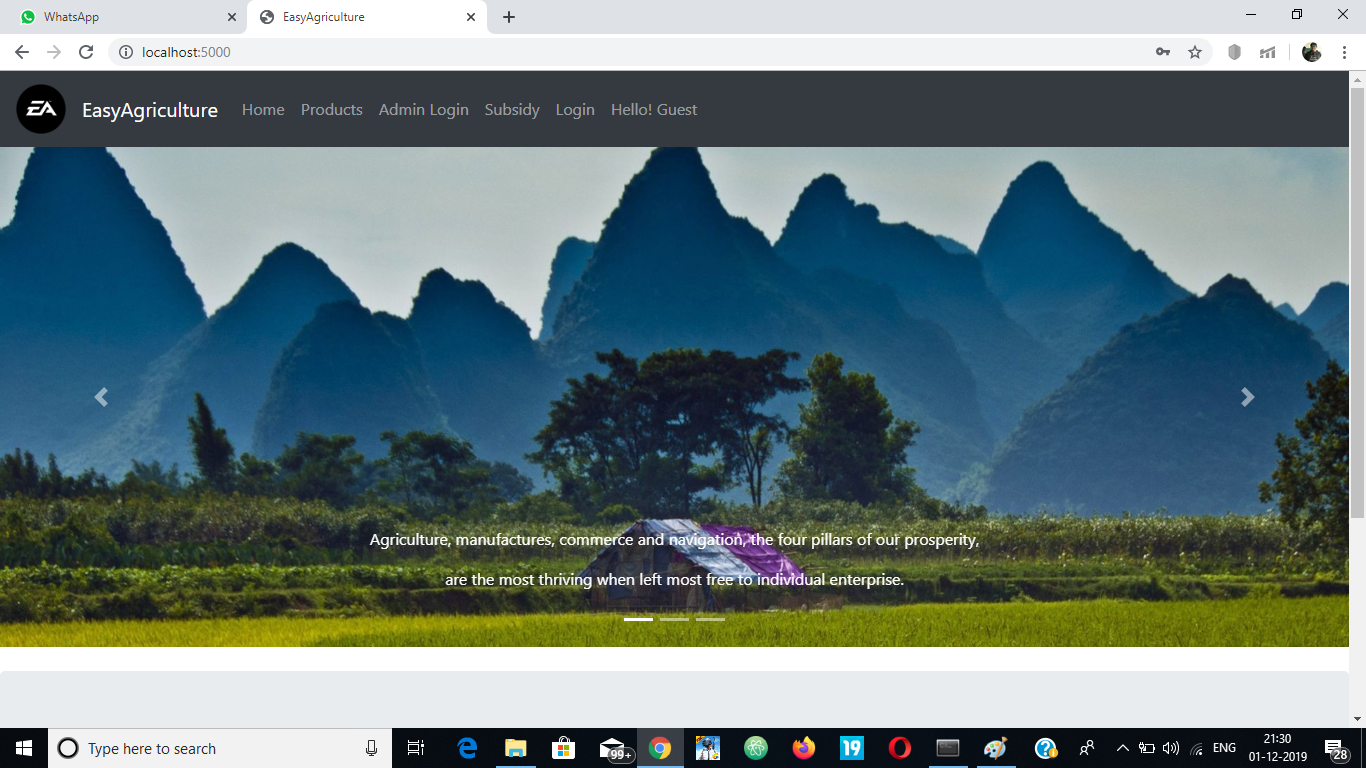 WhatsApp
EasyAgriculture
localhost:5000
EA
EasyAgriculture Home Products Admin Login Subsidy Login Hello! Guest
Agriculture, manufactures, commerce and navigation, the four pillars of our prosperity,
are the most thriving when left most free to individual enterprise.
Type here to search
99+
19
ENG
21:30
01-12-2019
28